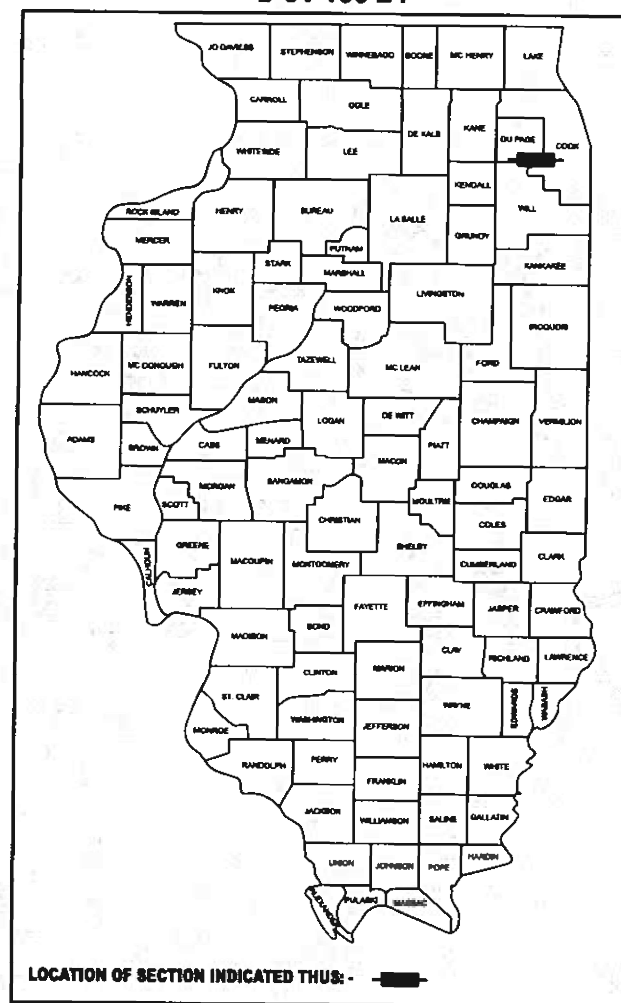 JO DAVIESS STEPHENSON WINNEBAGO BOONE MC HENRY LAKE
CARROLL OGLE DE KALB KANE DU PAGE COOK
WHITESIDE LEE
KENDALL WILL
ROCK ISLAND HENRY BUREAU LA SALLE
MERCER PUTNAM GRUNDY
STARK MARSHALL KANKAKEE
HENDERSON WARREN KNOX PEORIA WOODFORD LIVINGSTON
IROQUOIS
HANCOCK MC DONOUGH FULTON TAZEWELL MC LEAN FORD
MASON
SCHUYLER LOGAN DE WITT CHAMPAIGN VERMILION
ADAMS BROWN CASS MENARD MACON PIATT
PIKE SCOTT MORGAN SANGAMON MOULTRIE DOUGLAS EDGAR
CHRISTIAN COLES
CALHOUN GREENE MACOUPIN MONTGOMERY SHELBY CUMBERLAND CLARK
JERSEY FAYETTE EFFINGHAM JASPER CRAWFORD
MADISON BOND
CLINTON MARION CLAY RICHLAND LAWRENCE
ST. CLAIR WAYNE EDWARDS WABASH
MONROE WASHINGTON JEFFERSON
RANDOLPH PERRY HAMILTON WHITE
FRANKLIN
JACKSON WILLIAMSON SALINE GALLATIN
UNION JOHNSON POPE HARDIN
ALEXANDER PULASKI MASSAC
LOCATION OF SECTION INDICATED THUS: -